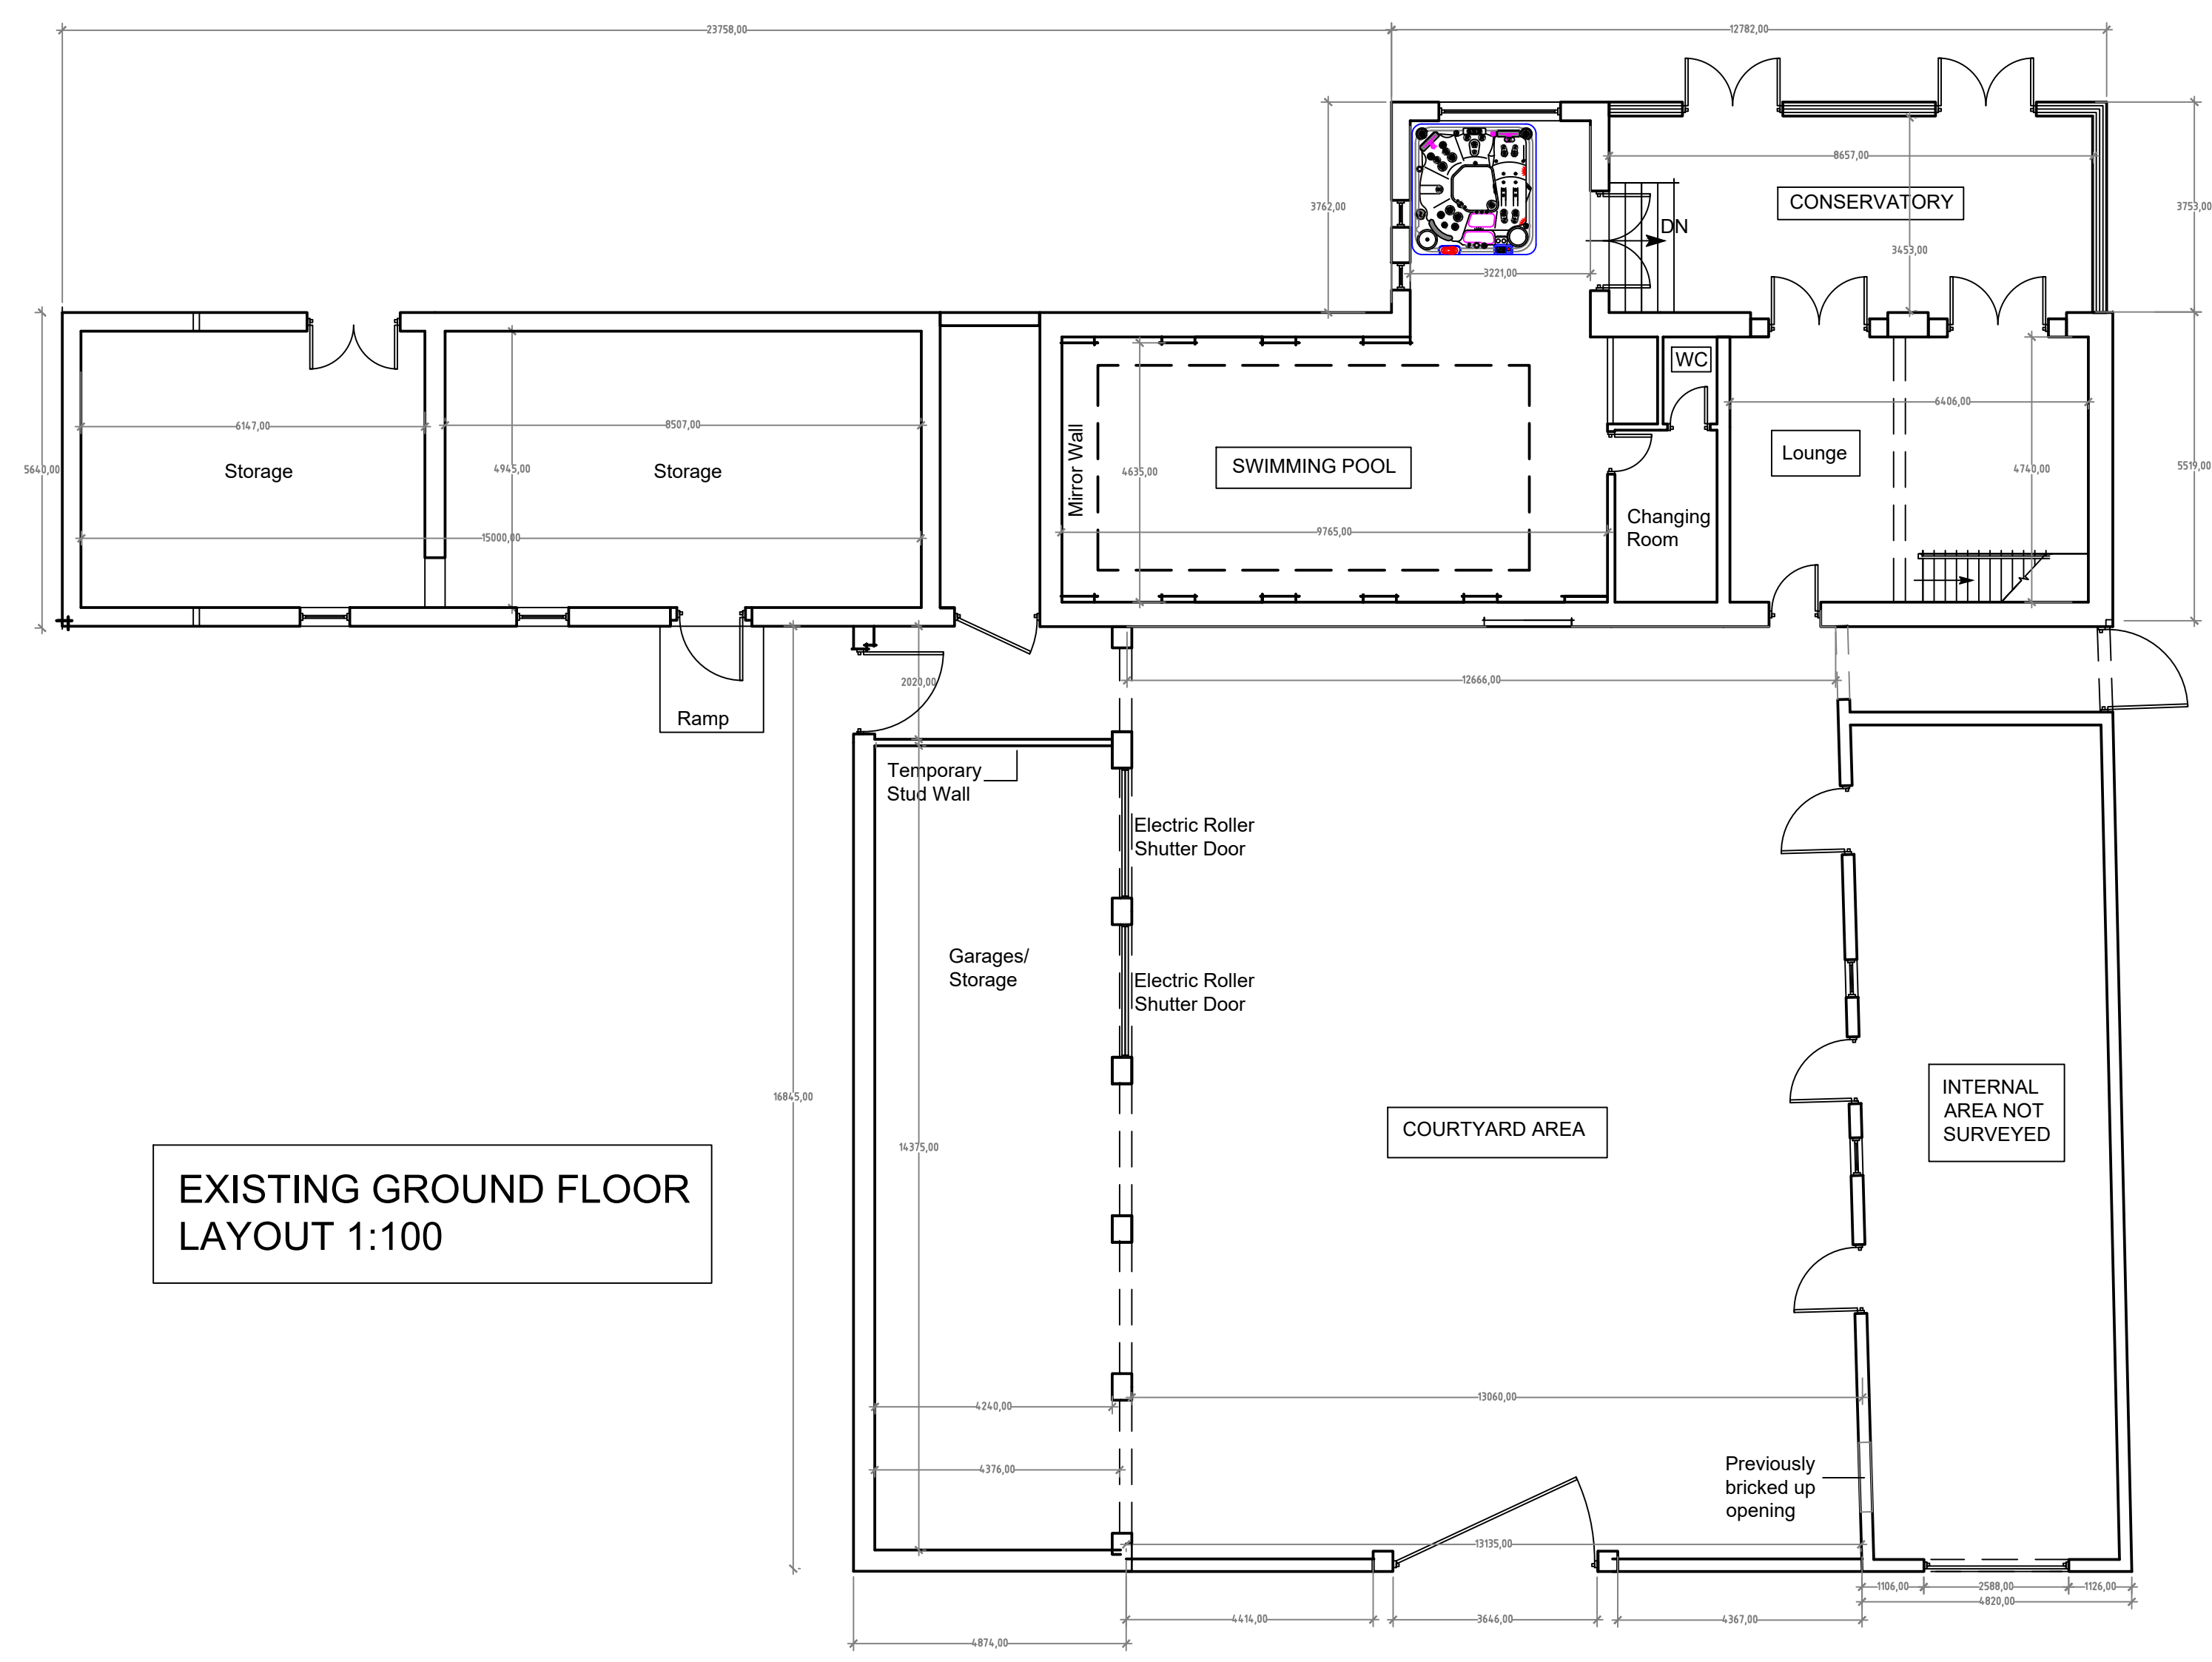 23758,00
12782,00
3762,00
8657,00
CONSERVATORY
3753,00
DN
3453,00
3221,00
WC
6147,00
8507,00
6406,00
Mirror Wall
Lounge
5640,00
Storage
4945,00
Storage
4635,00
SWIMMING POOL
4740,00
5519,00
15000,00
9765,00
Changing
Room
2020,00
12666,00
Ramp
Temporary
Stud Wall
Electric Roller
Shutter Door
Garages/
Storage
Electric Roller
Shutter Door
16845,00
14375,00
COURTYARD AREA
INTERNAL
AREA NOT
SURVEYED
EXISTING GROUND FLOOR
LAYOUT 1:100
4240,00
13060,00
4376,00
Previously
bricked up
opening
13135,00
1106,00
2588,00
1126,00
4820,00
4414,00
3646,00
4367,00
4874,00